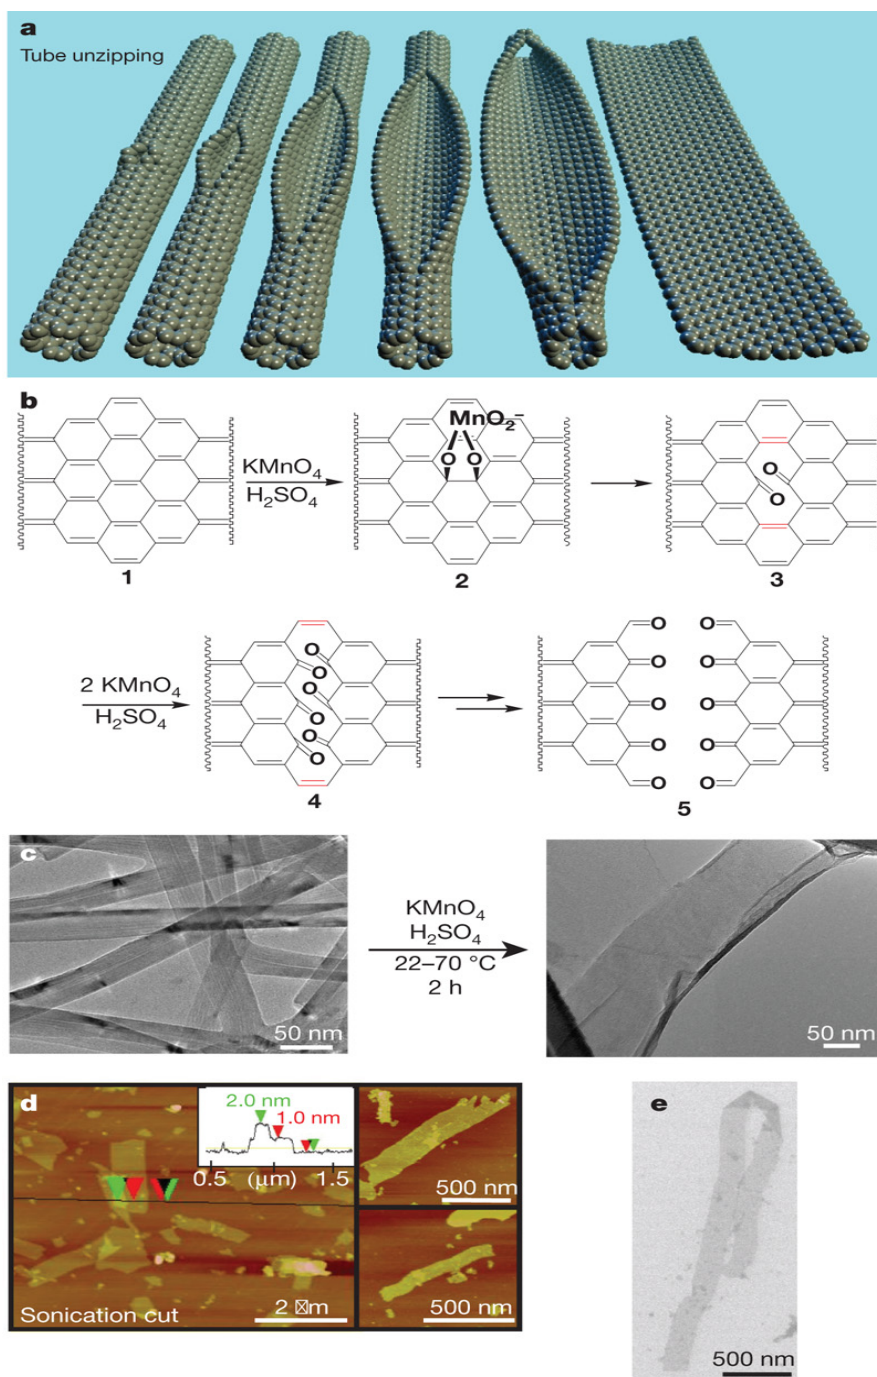 a
Tube unzipping
b
KMnO₄
H₂SO₄
MnO₂⁻
O O
O
O
1
2
3
2 KMnO₄
H₂SO₄
O
O
O
O
O
O
O O
O O
O O
O O
O O
4
5
c
50 nm
KMnO₄
H₂SO₄
22–70 °C
2 h
50 nm
d
2.0 nm
1.0 nm
0.5 (μm) 1.5
Sonication cut
2 m
500 nm
500 nm
e
500 nm